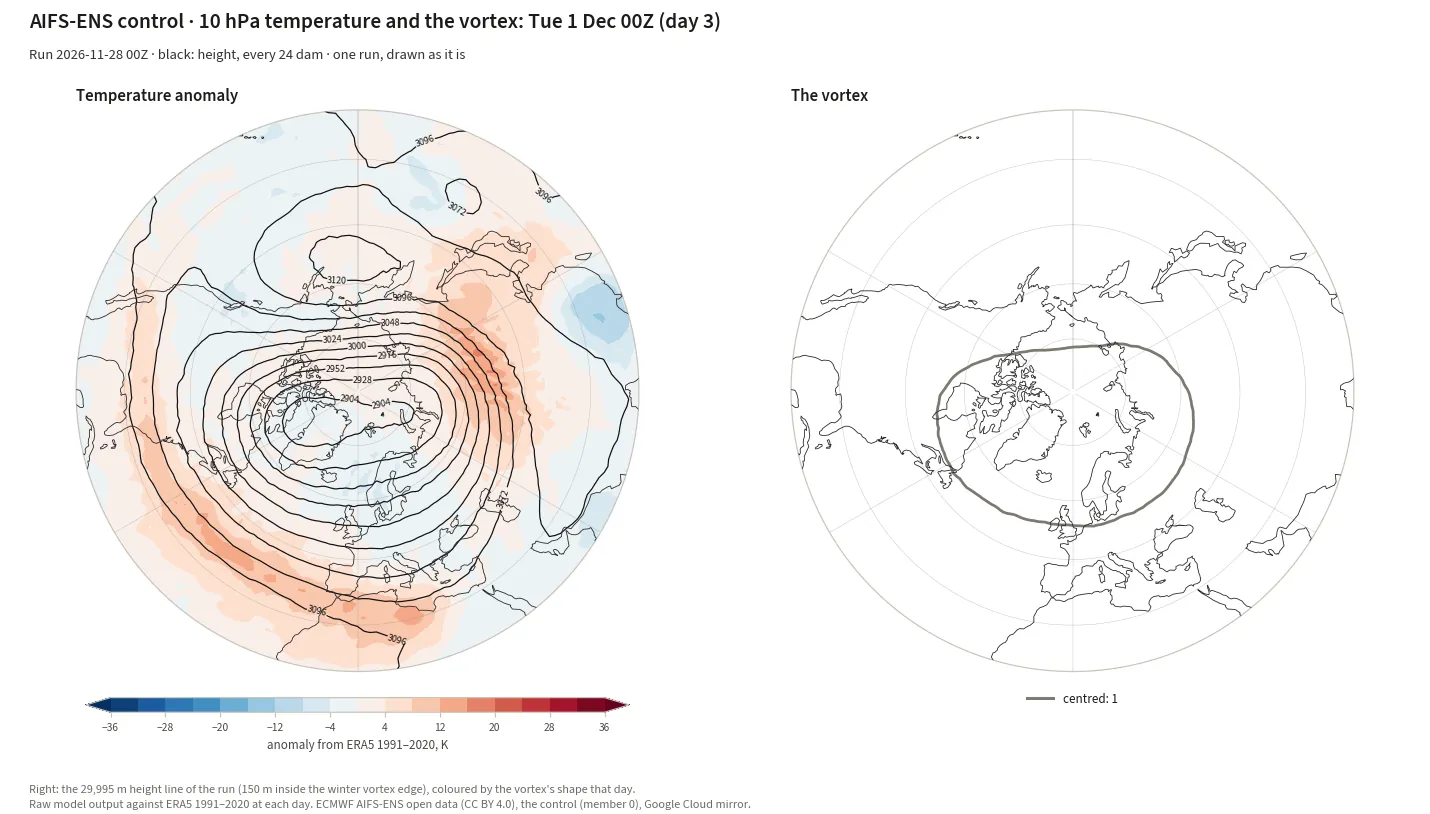 AIFS-ENS control · 10 hPa temperature and the vortex: Tue 1 Dec 00Z (day 3)
Run 2026-11-28 00Z · black: height, every 24 dam · one run, drawn as it is
Temperature anomaly
The vortex
3096
3096
3072
3120
3096
3048
3024
3000
2976
2952
2928
2904
2904
3072
3096
3096
centred: 1
−36 −28 −20 −12 −4 4 12 20 28 36
anomaly from ERA5 1991–2020, K
Right: the 29,995 m height line of the run (150 m inside the winter vortex edge), coloured by the vortex's shape that day.
Raw model output against ERA5 1991–2020 at each day. ECMWF AIFS-ENS open data (CC BY 4.0), the control (member 0), Google Cloud mirror.